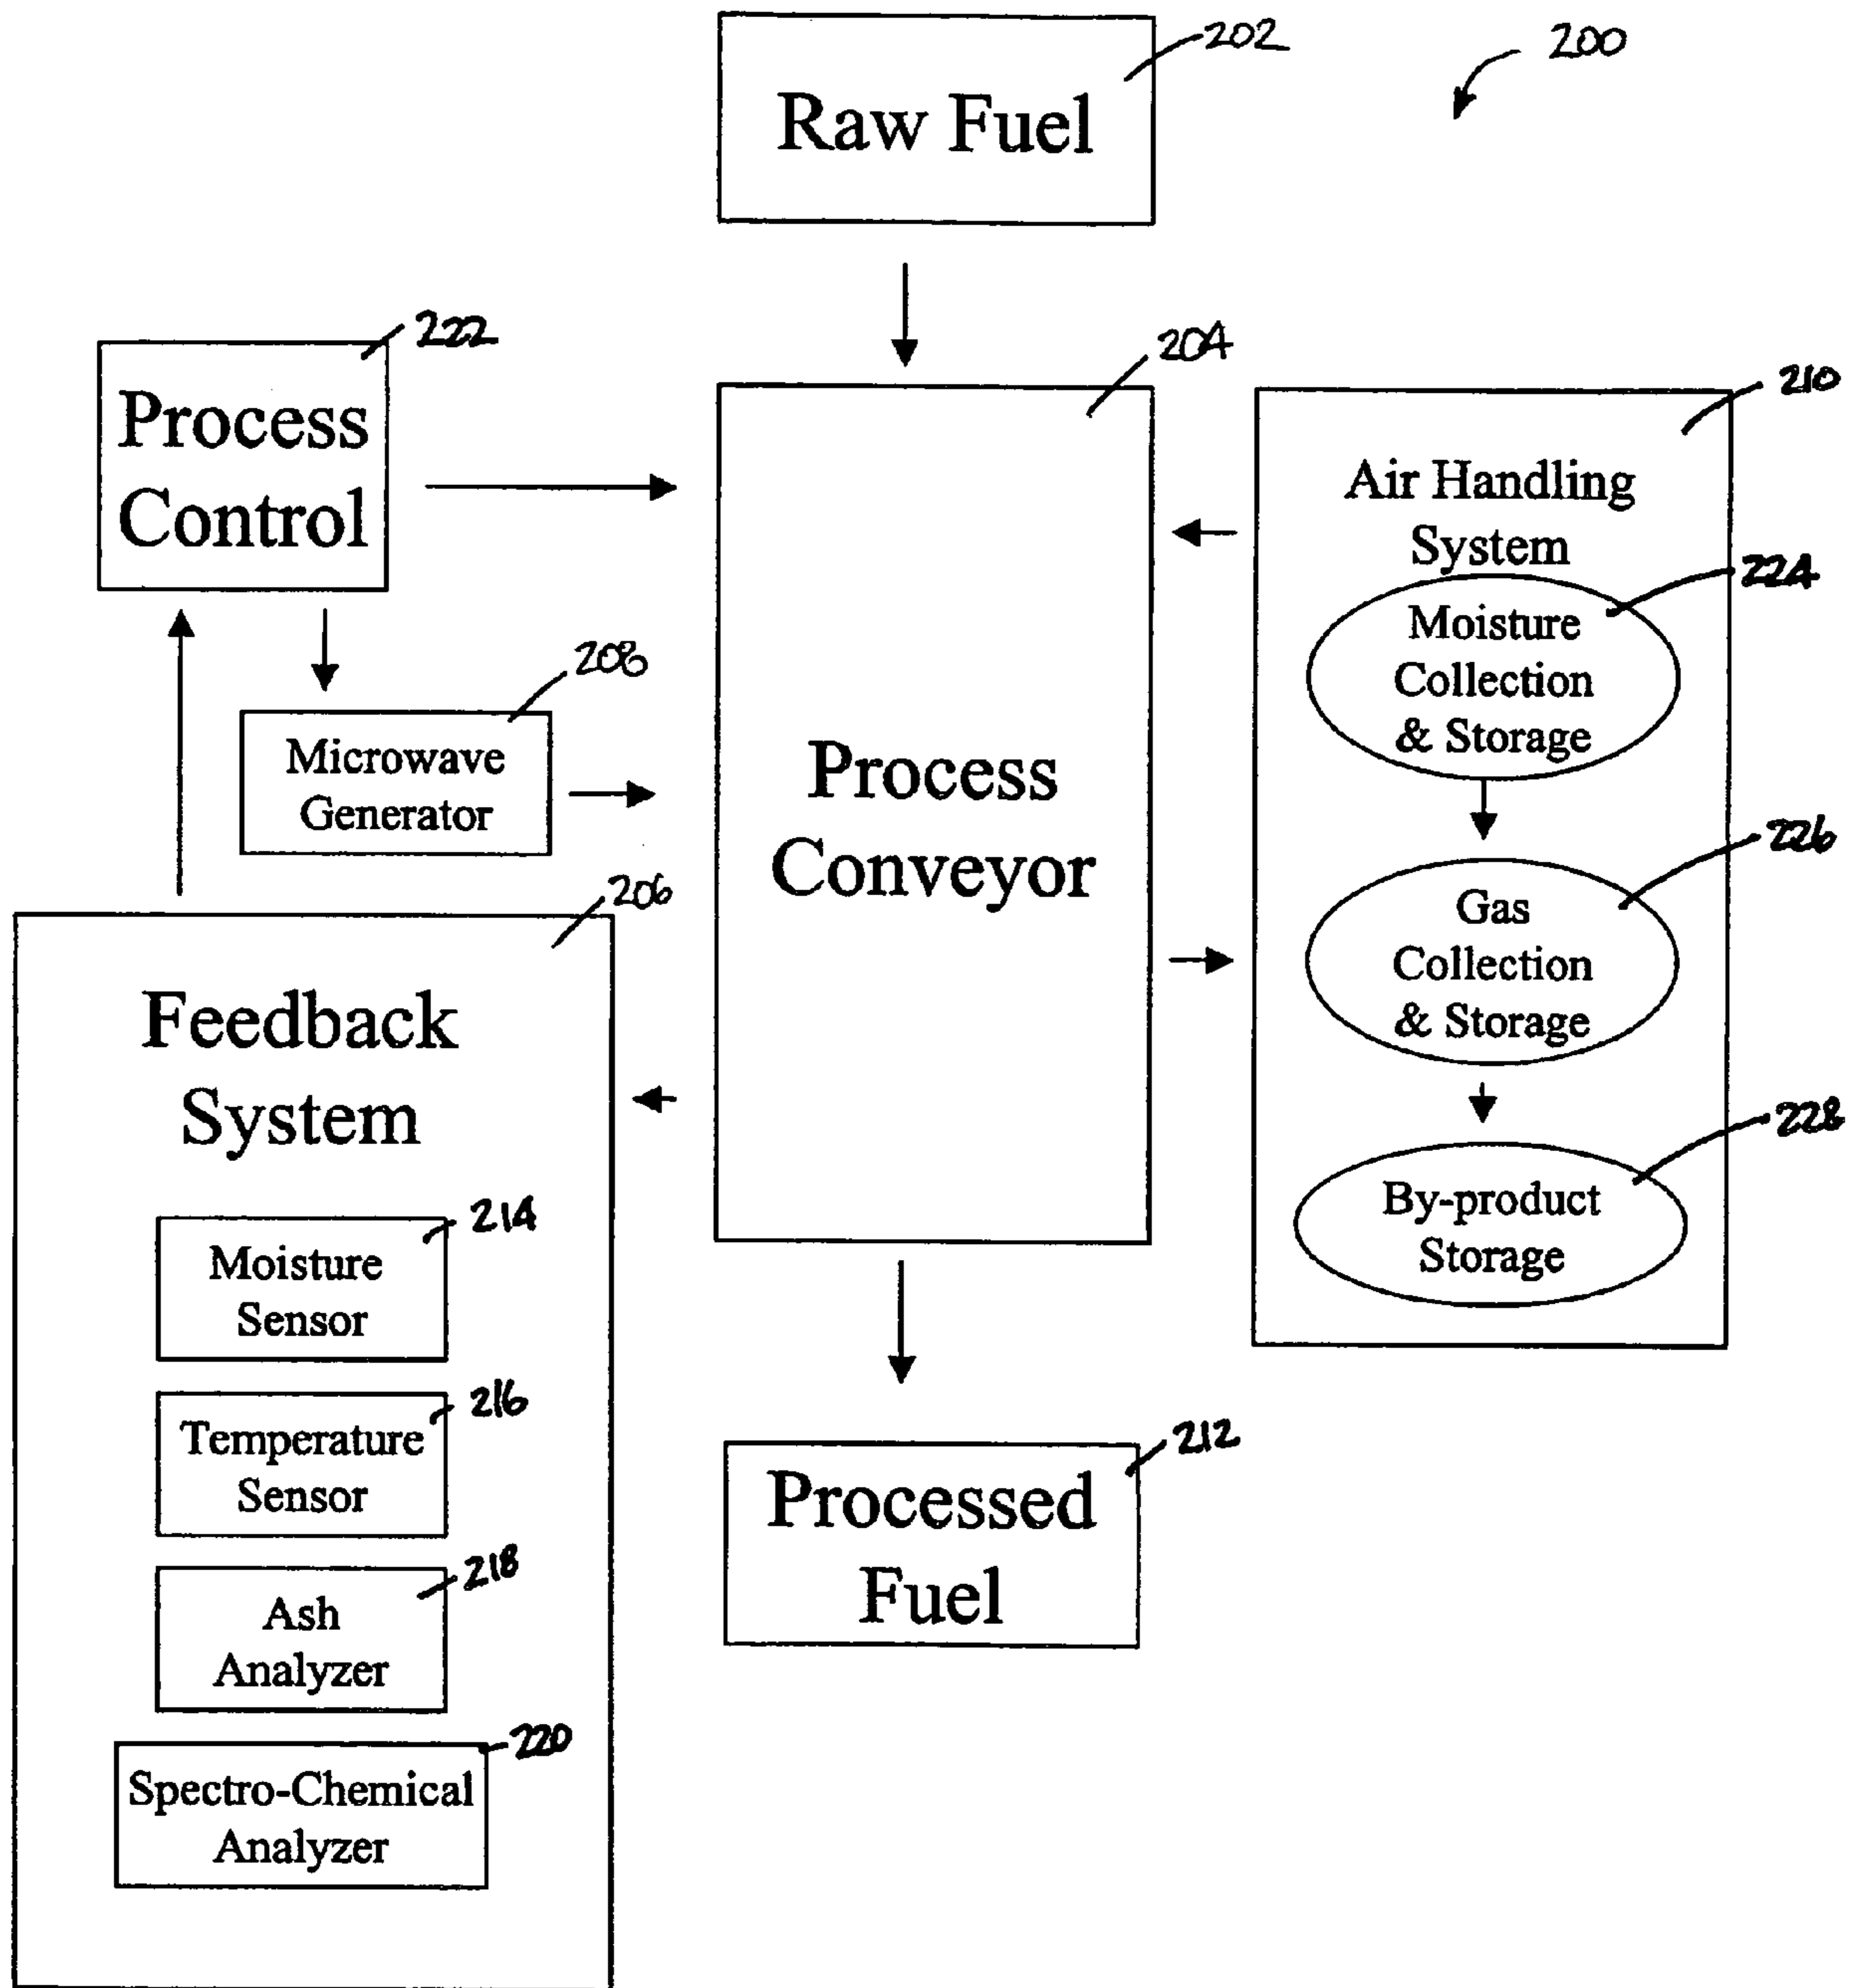 202
200
Raw Fuel
222
Process
Control
204
210
Air Handling
System
224
Moisture
Collection
& Storage
208
Microwave
Generator
Process
Conveyor
226
Gas
Collection
& Storage
206
Feedback
System
228
By-product
Storage
214
Moisture
Sensor
216
Temperature
Sensor
212
Processed
Fuel
218
Ash
Analyzer
220
Spectro-Chemical
Analyzer